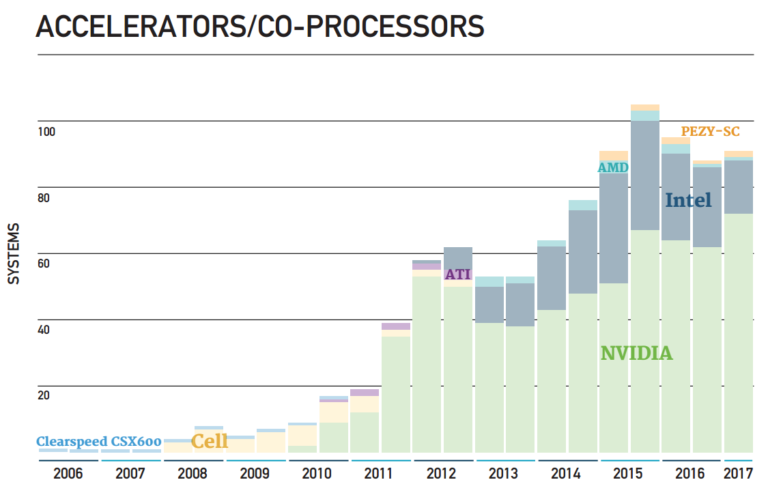 ACCELERATORS/CO-PROCESSORS
100
PEZY-SC
AMD
80
Intel
SYSTEMS
60
ATI
40
NVIDIA
20
Clearspeed CSX600
Cell
2006 2007 2008 2009 2010 2011 2012 2013 2014 2015 2016 2017